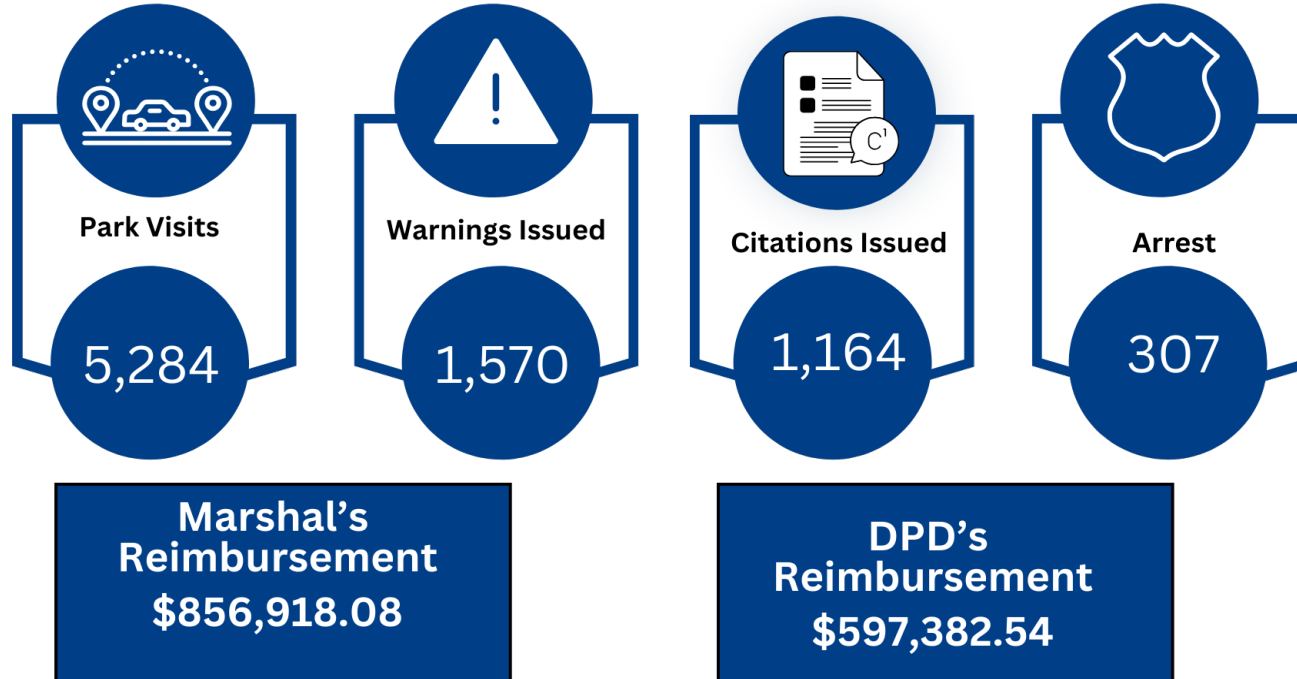 C¹
Park Visits
Warnings Issued
Citations Issued
Arrest
5,284
1,570
1,164
307
Marshal’s
Reimbursement
$856,918.08
DPD’s
Reimbursement
$597,382.54